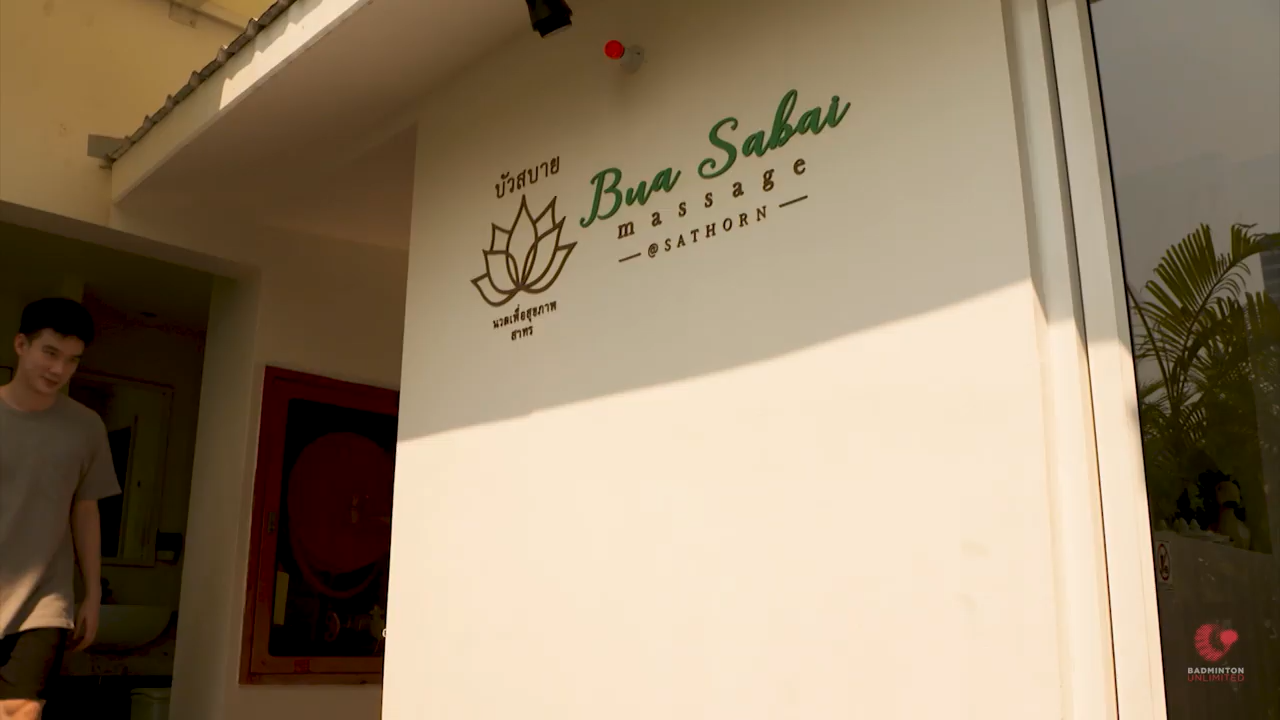 บัวสบาย
นวดเพื่อสุขภาพ
สาทร
Bua Sabai
massage
@SATHORN
BADMINTON
UNLIMITED